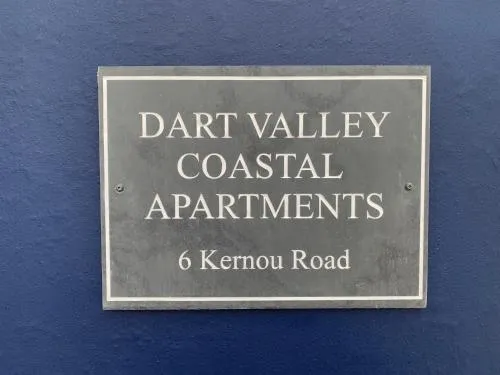 DART VALLEY
COASTAL
APARTMENTS
6 Kernou Road